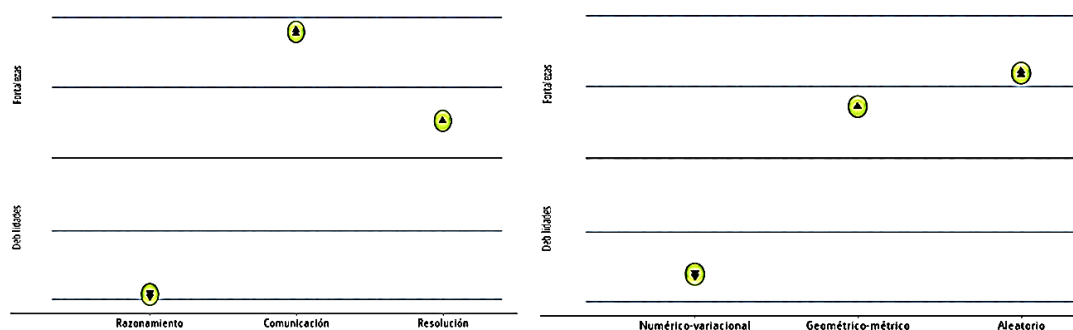 Fortalezas
Debilidades
Razonamiento
Comunicación
Resolución
Fortalezas
Debilidades
Numérico-variacional
Geométrico-métrico
Aleatorio